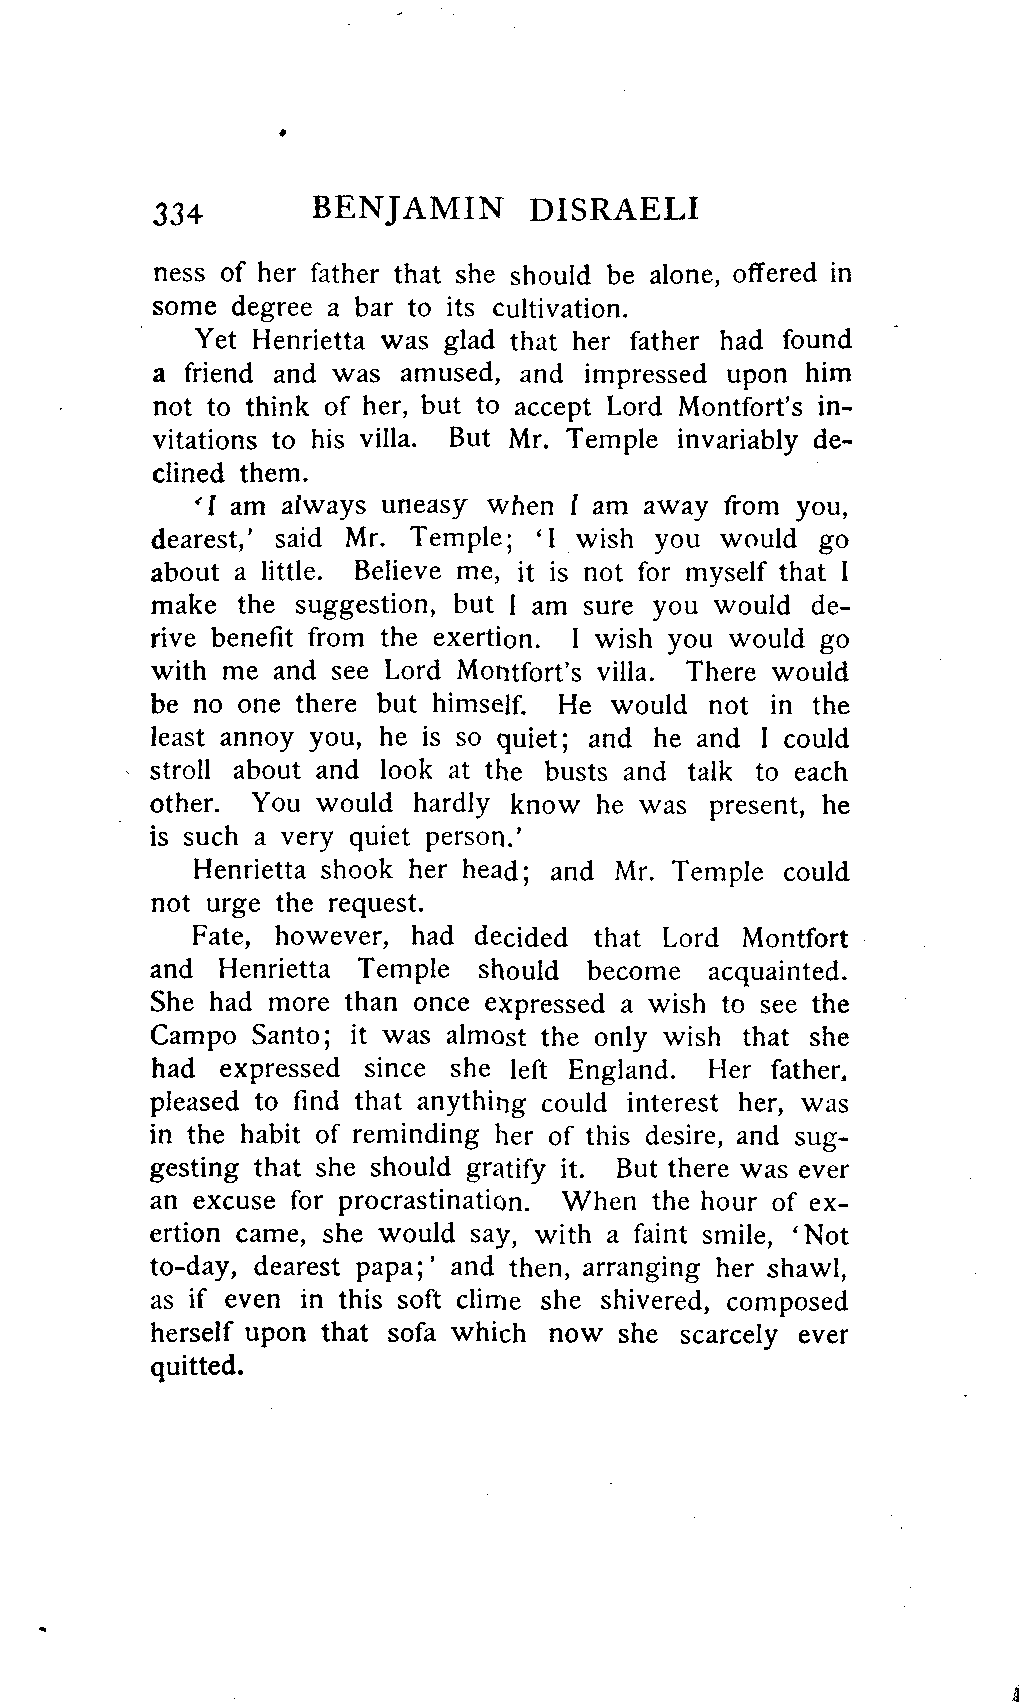 334 BENJAMIN DISRAELI
ness of her father that she should be alone, offered in
some degree a bar to its cultivation.
Yet Henrietta was glad that her father had found
a friend and was amused, and impressed upon him
not to think of her, but to accept Lord Montfort's in-
vitations to his villa. But Mr. Temple invariably de-
clined them.
‘I am always uneasy when I am away from you,
dearest,’ said Mr. Temple; ‘I wish you would go
about a little. Believe me, it is not for myself that I
make the suggestion, but I am sure you would de-
rive benefit from the exertion. I wish you would go
with me and see Lord Montfort's villa. There would
be no one there but himself. He would not in the
least annoy you, he is so quiet; and he and I could
stroll about and look at the busts and talk to each
other. You would hardly know he was present, he
is such a very quiet person.’
Henrietta shook her head; and Mr. Temple could
not urge the request.
Fate, however, had decided that Lord Montfort
and Henrietta Temple should become acquainted.
She had more than once expressed a wish to see the
Campo Santo; it was almost the only wish that she
had expressed since she left England. Her father,
pleased to find that anything could interest her, was
in the habit of reminding her of this desire, and sug-
gesting that she should gratify it. But there was ever
an excuse for procrastination. When the hour of ex-
ertion came, she would say, with a faint smile, ‘Not
to-day, dearest papa;’ and then, arranging her shawl,
as if even in this soft clime she shivered, composed
herself upon that sofa which now she scarcely ever
quitted.